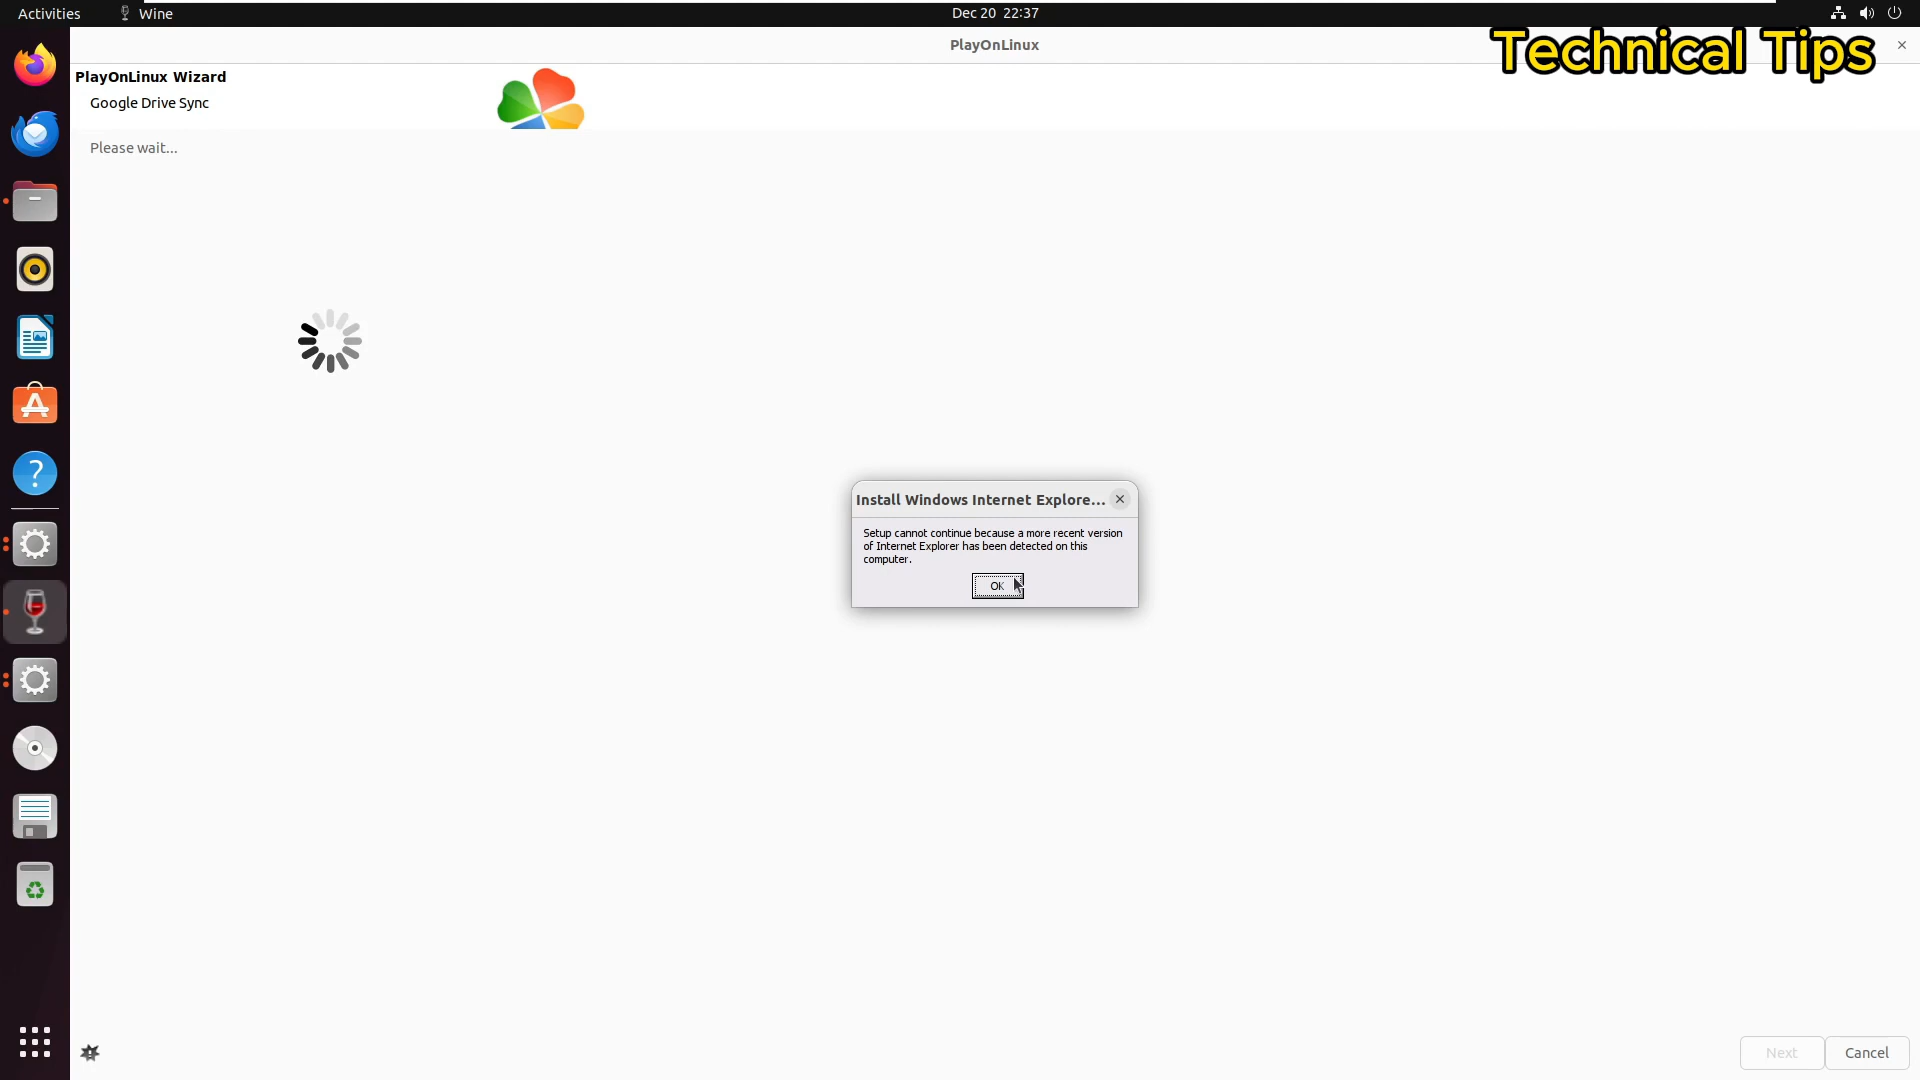 Activities
Wine
Dec 20 22:37
PlayOnLinux
Technical Tips
PlayOnLinux Wizard
Google Drive Sync
Please wait...
Install Windows Internet Explore...
Setup cannot continue because a more recent version
of Internet Explorer has been detected on this
computer.
OK
Next
Cancel